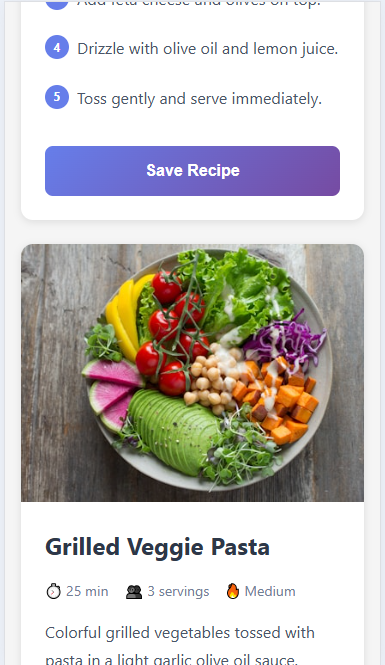 Add feta cheese and olives on top.
4 Drizzle with olive oil and lemon juice.
5 Toss gently and serve immediately.
Save Recipe
Grilled Veggie Pasta
25 min 3 servings Medium
Colorful grilled vegetables tossed with
pasta in a light garlic olive oil sauce.